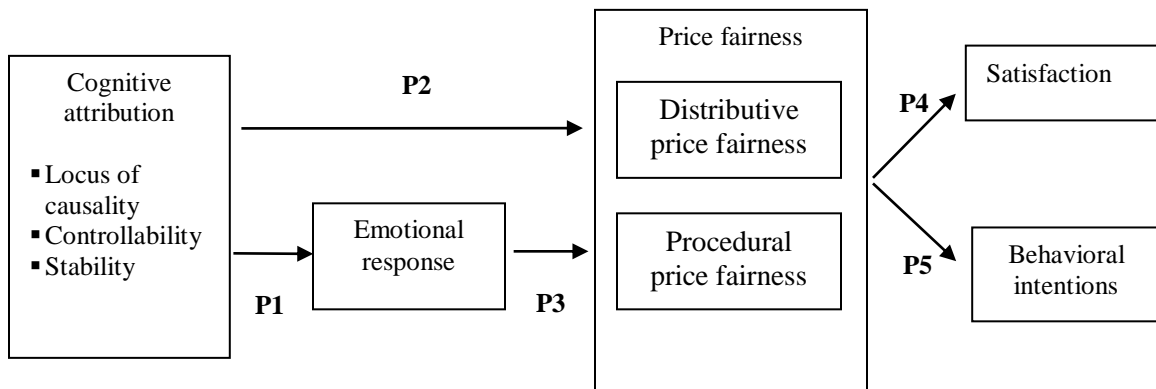 Cognitive
attribution
▪ Locus of
causality
▪ Controllability
▪ Stability
P2
P1
Emotional
response
P3
Price fairness
Distributive
price fairness
Procedural
price fairness
P4
P5
Satisfaction
Behavioral
intentions